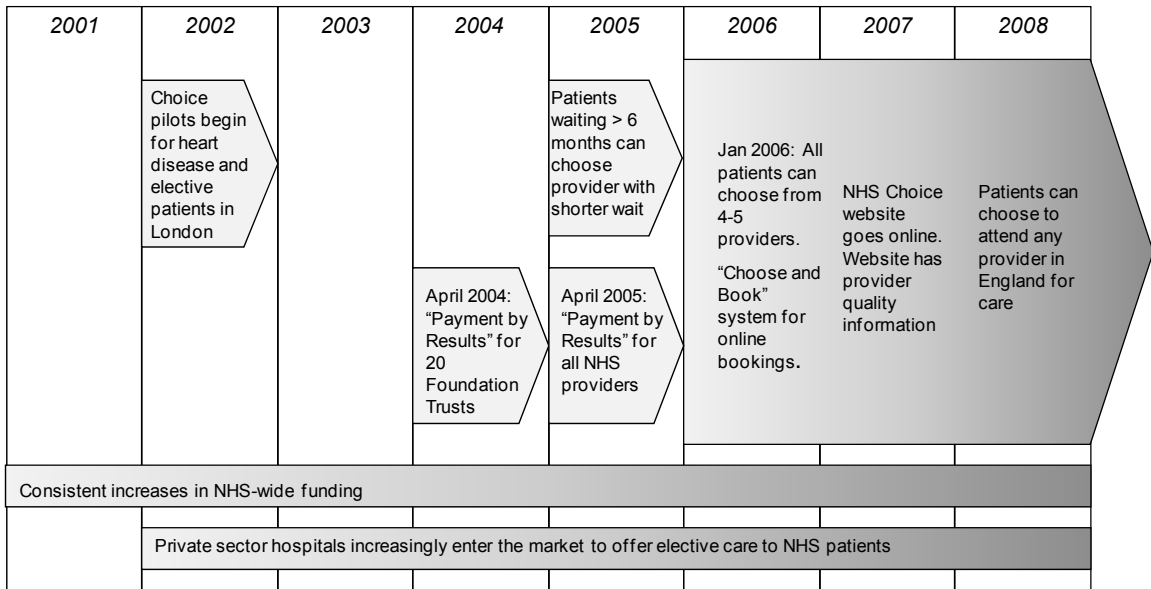 2001 2002 2003 2004 2005 2006 2007 2008
Choice
pilots begin
for heart
disease and
elective
patients in
London
April 2004:
“Payment by
Results” for
20
Foundation
Trusts
Patients
waiting > 6
months can
choose
provider with
shorter wait
April 2005:
“Payment by
Results” for
all NHS
providers
Jan 2006: All
patients can
choose from
4-5
providers.
“Choose and
Book”
system for
online
bookings.
NHS Choice
website
goes online.
Website has
provider
quality
information
Patients can
choose to
attend any
provider in
England for
care
Consistent increases in NHS-wide funding
Private sector hospitals increasingly enter the market to offer elective care to NHS patients